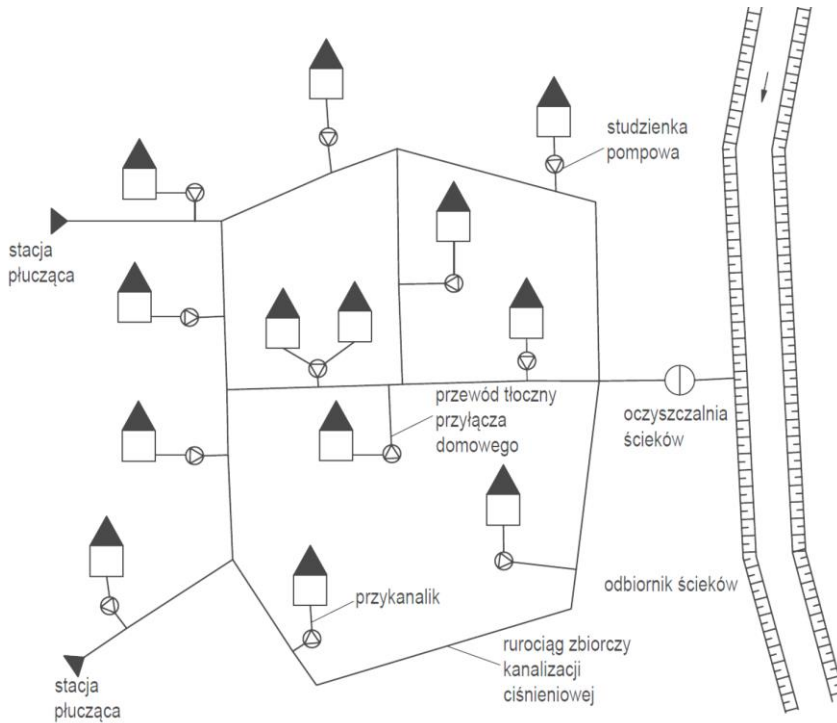 studzienka
pompowa
stacja
płucząca
przewód tłoczny
przyłącza
domowego
oczyszczalnia
ścieków
odbiornik ścieków
przykanalik
rurociąg zbiorczy
kanalizacji
ciśnieniowej
stacja
płucząca